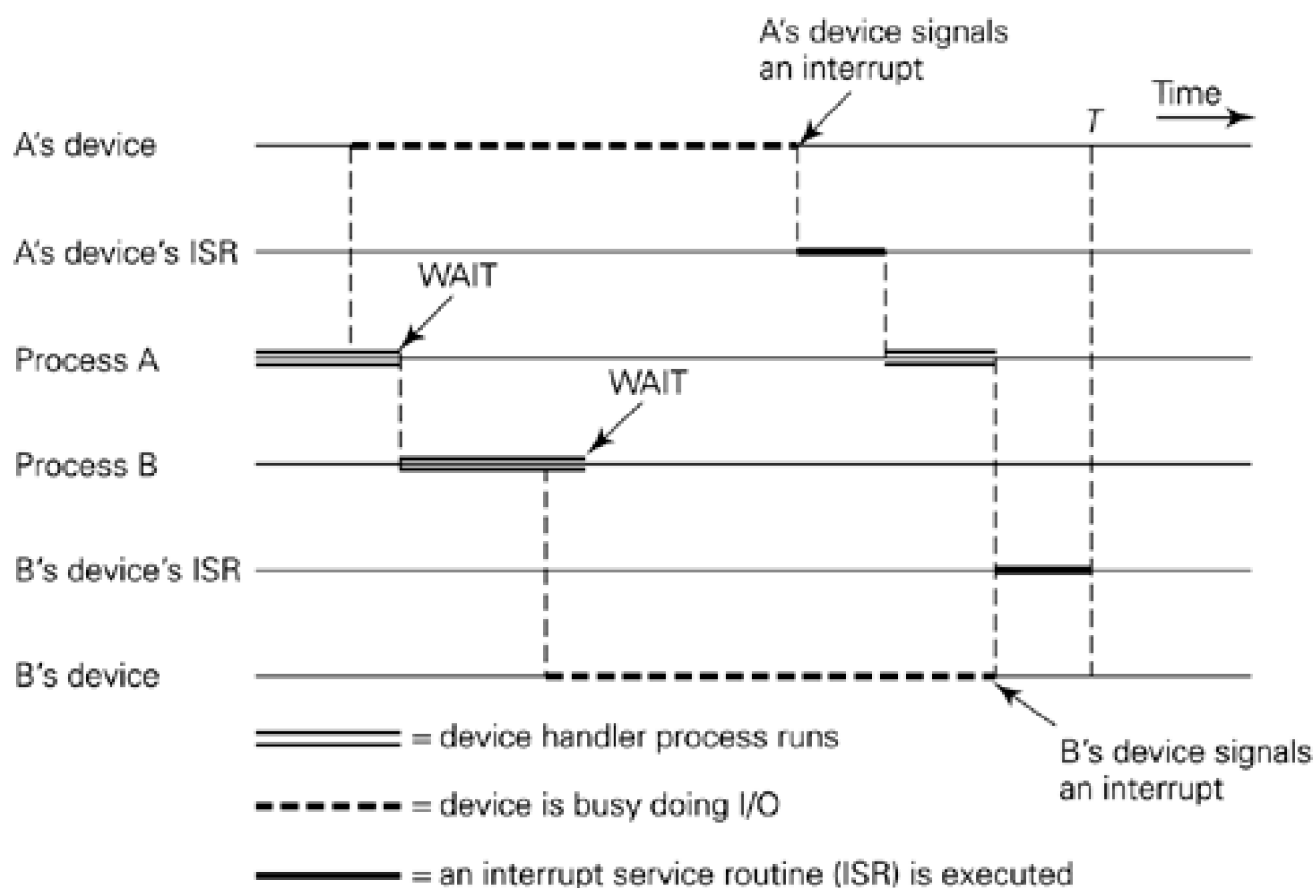 A's device signals
an interrupt
Time
T
A's device
A's device's ISR
WAIT
Process A
WAIT
Process B
B's device's ISR
B's device
= device handler process runs
B's device signals
an interrupt
= device is busy doing I/O
= an interrupt service routine (ISR) is executed